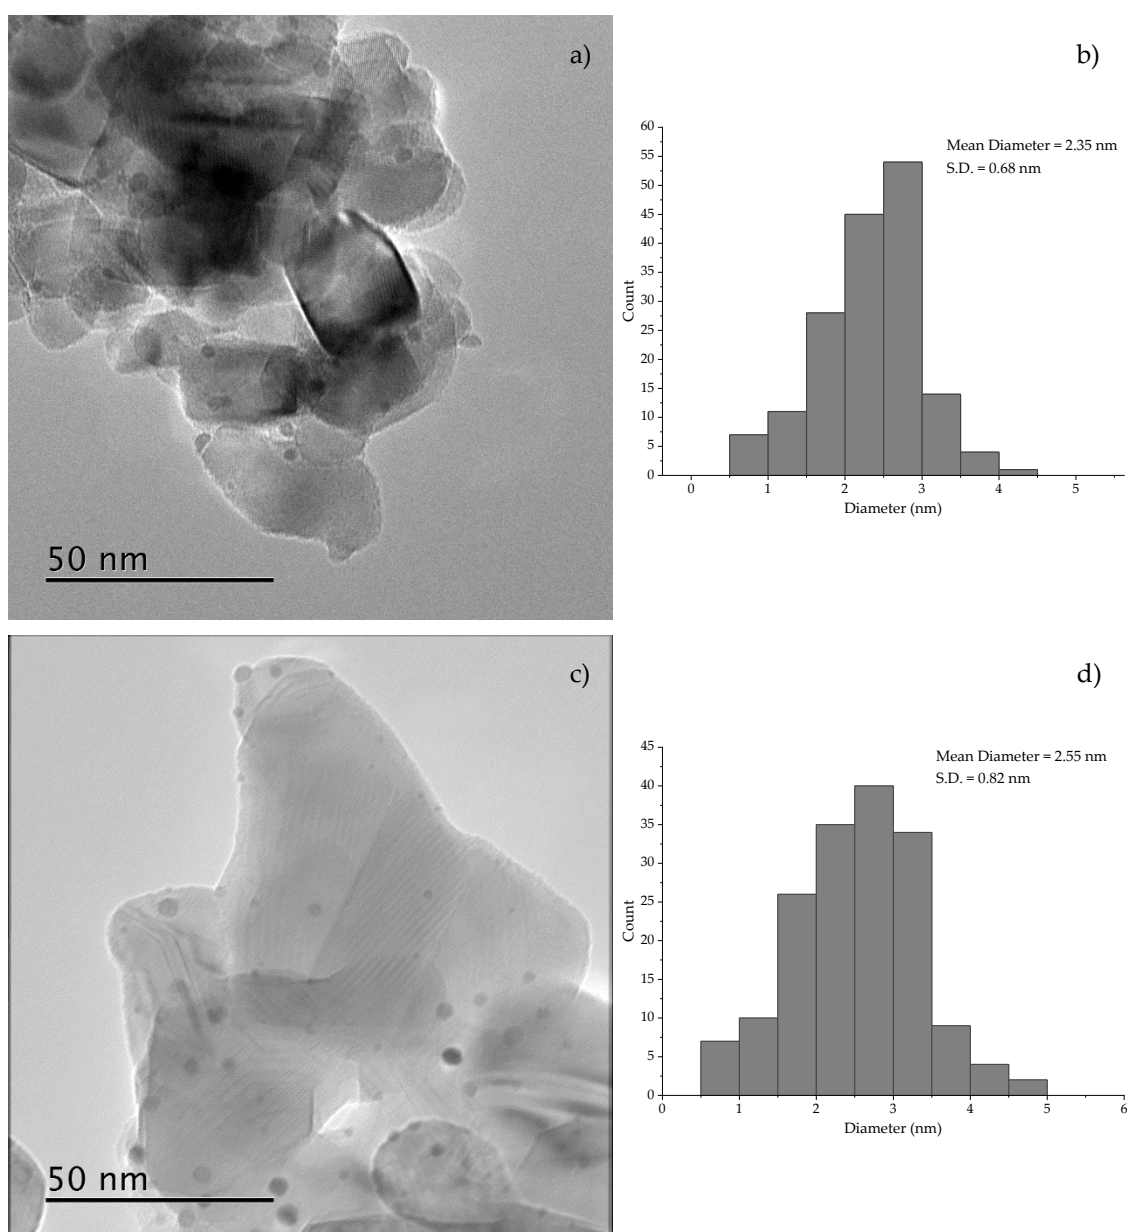 a)
50 nm
b)
Mean Diameter = 2.35 nm
S.D. = 0.68 nm
60
55
50
45
40
35
30
25
20
15
10
5
0
Count
0 1 2 3 4 5
Diameter (nm)
c)
50 nm
d)
Mean Diameter = 2.55 nm
S.D. = 0.82 nm
45
40
35
30
25
20
15
10
5
0
Count
0 1 2 3 4 5 6
Diameter (nm)